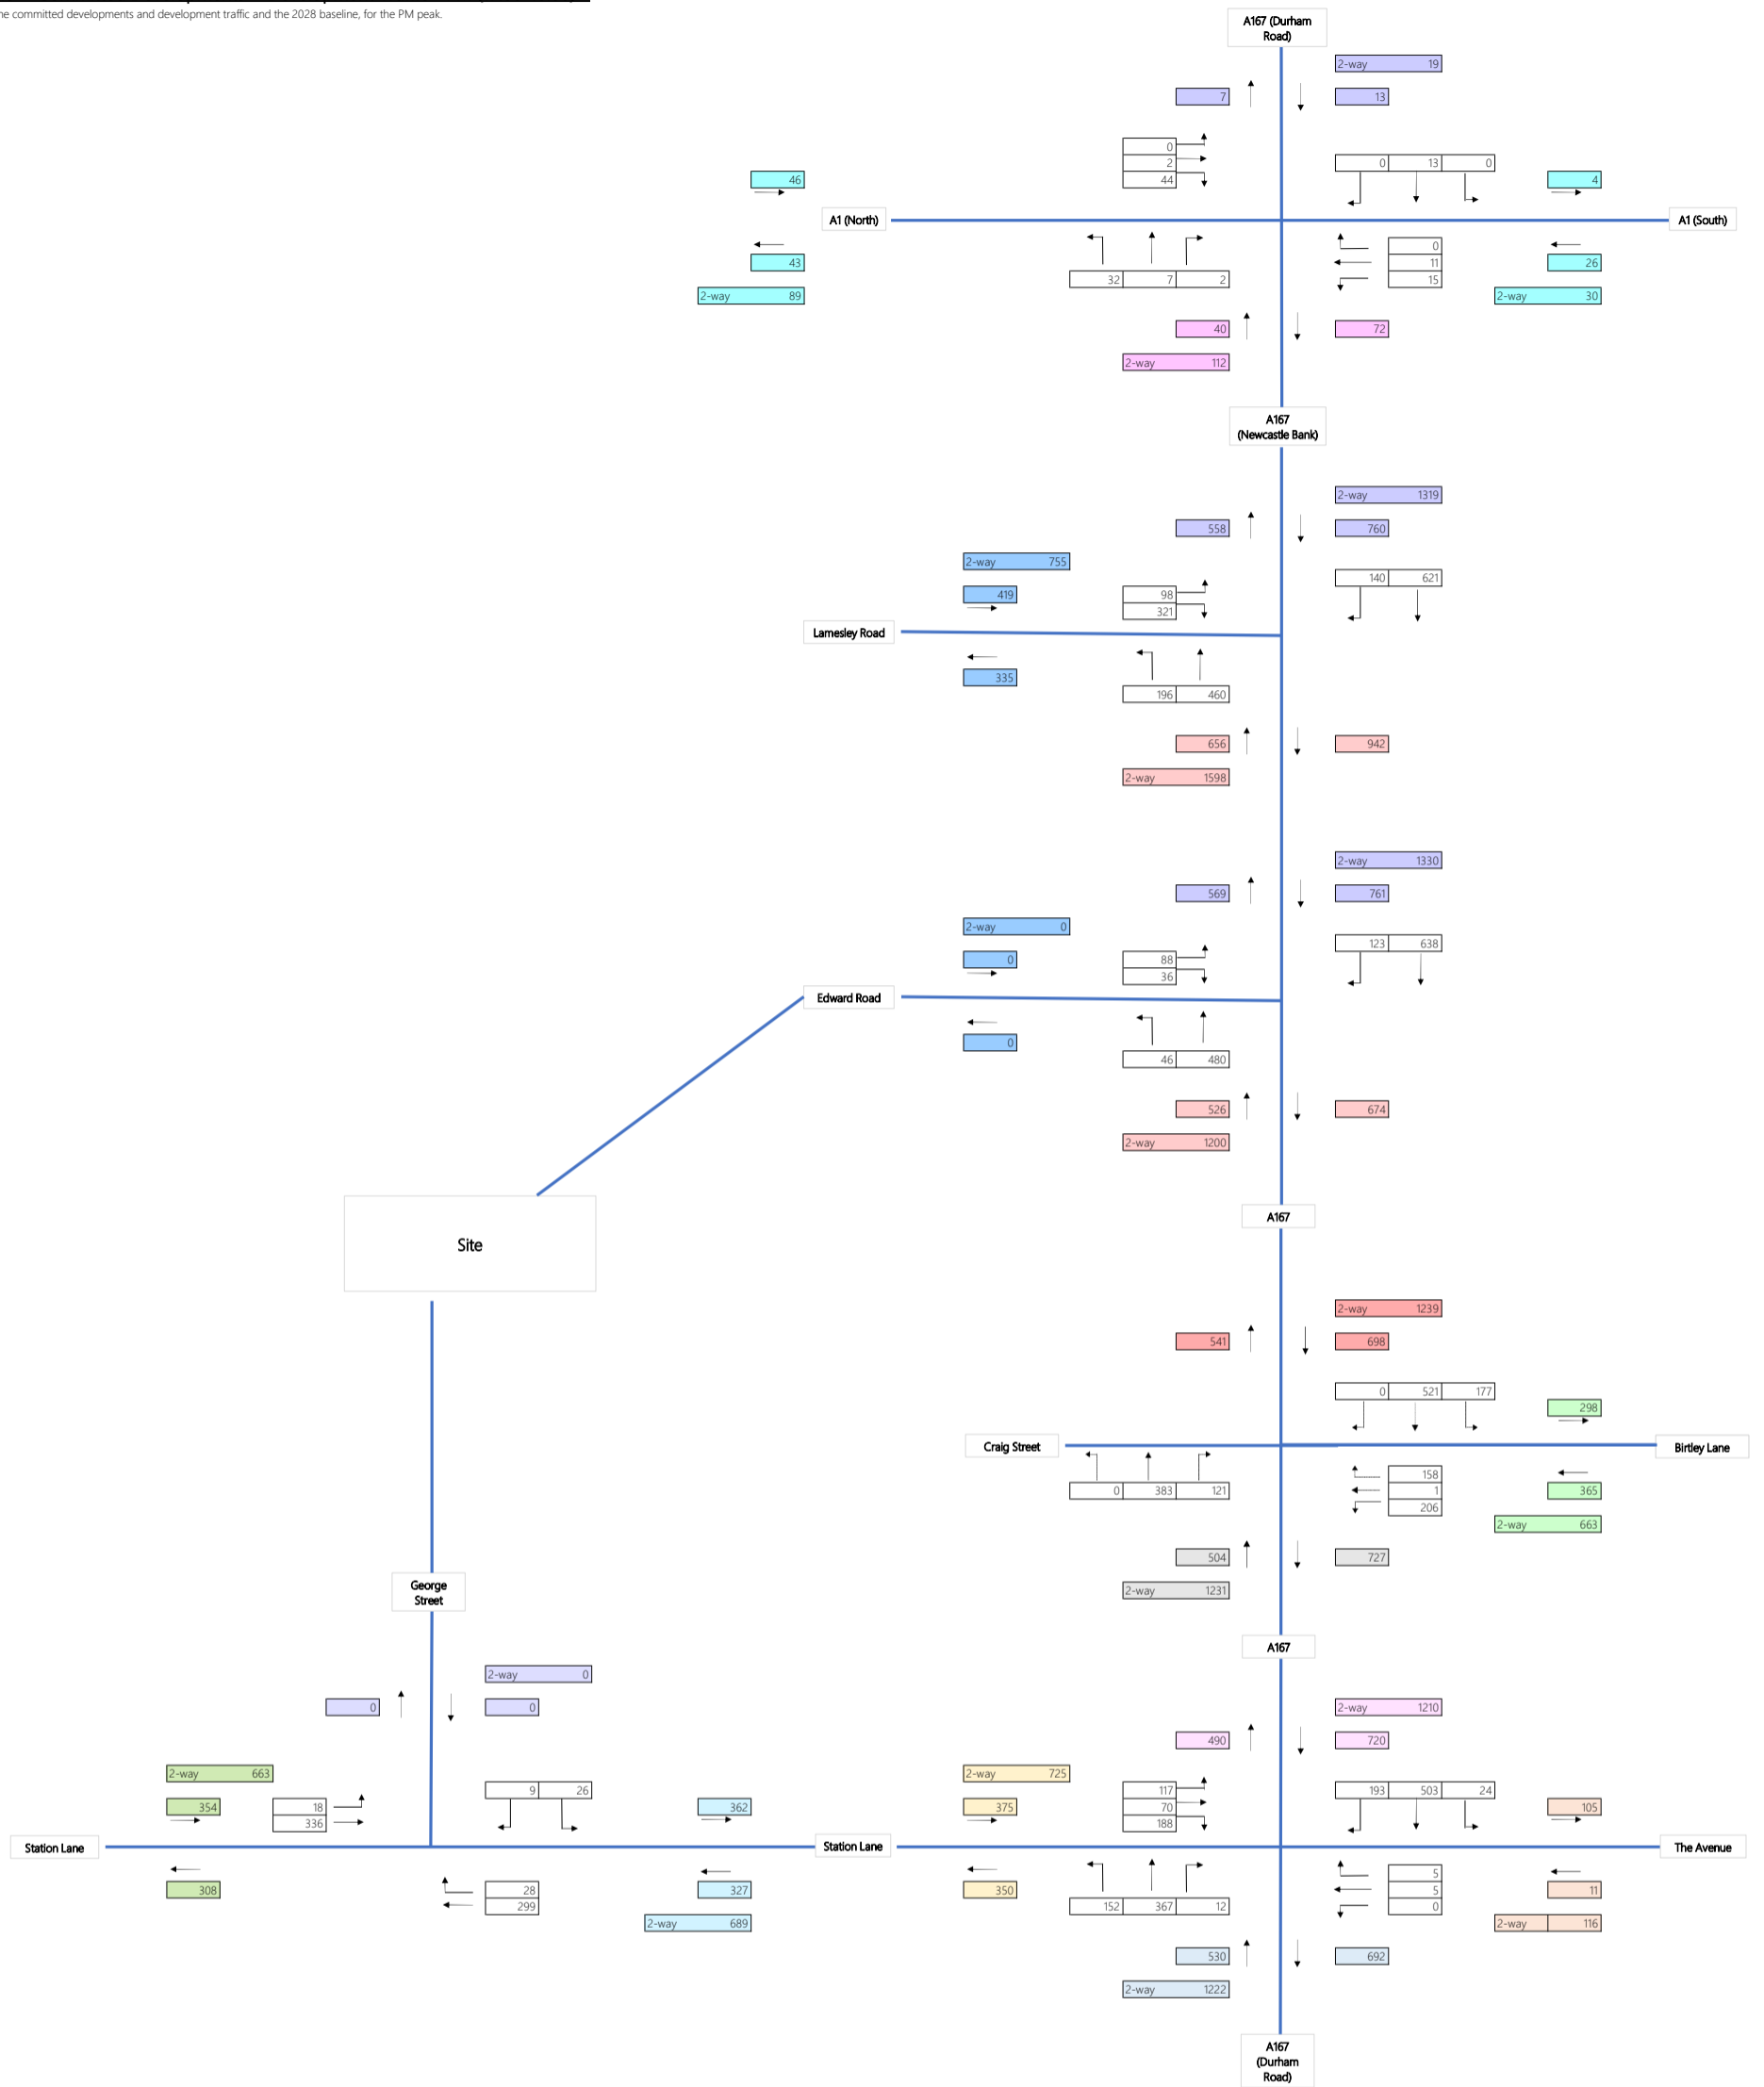 he committed developments and development traffic and the 2028 baseline, for the PM peak.
A167 (Durham
Road)
2-way 19
7
13
0
2
44
0 13 0
46
4
A1 (North)
A1 (South)
43
2-way 89
32 7 2
0
11
15
26
2-way 30
40
72
2-way 112
A167
(Newcastle Bank)
2-way 1319
558
760
2-way 755
419
98
321
140 621
Lamesley Road
335
196 460
656
942
2-way 1598
2-way 1330
569
761
2-way 0
0
88
36
123 638
Edward Road
0
46 480
526
674
2-way 1200
Site
A167
2-way 1239
541
698
0 521 177
298
Craig Street
Birtley Lane
0 383 121
158
1
206
365
2-way 663
504
727
2-way 1231
George
Street
A167
2-way 0
0
0
2-way 1210
490
720
2-way 663
354
18
336
9 26
362
2-way 725
375
117
70
188
193 503 24
105
Station Lane
Station Lane
The Avenue
308
28
299
327
2-way 689
350
152 367 12
5
5
0
11
2-way 116
530
692
2-way 1222
A167
(Durham
Road)